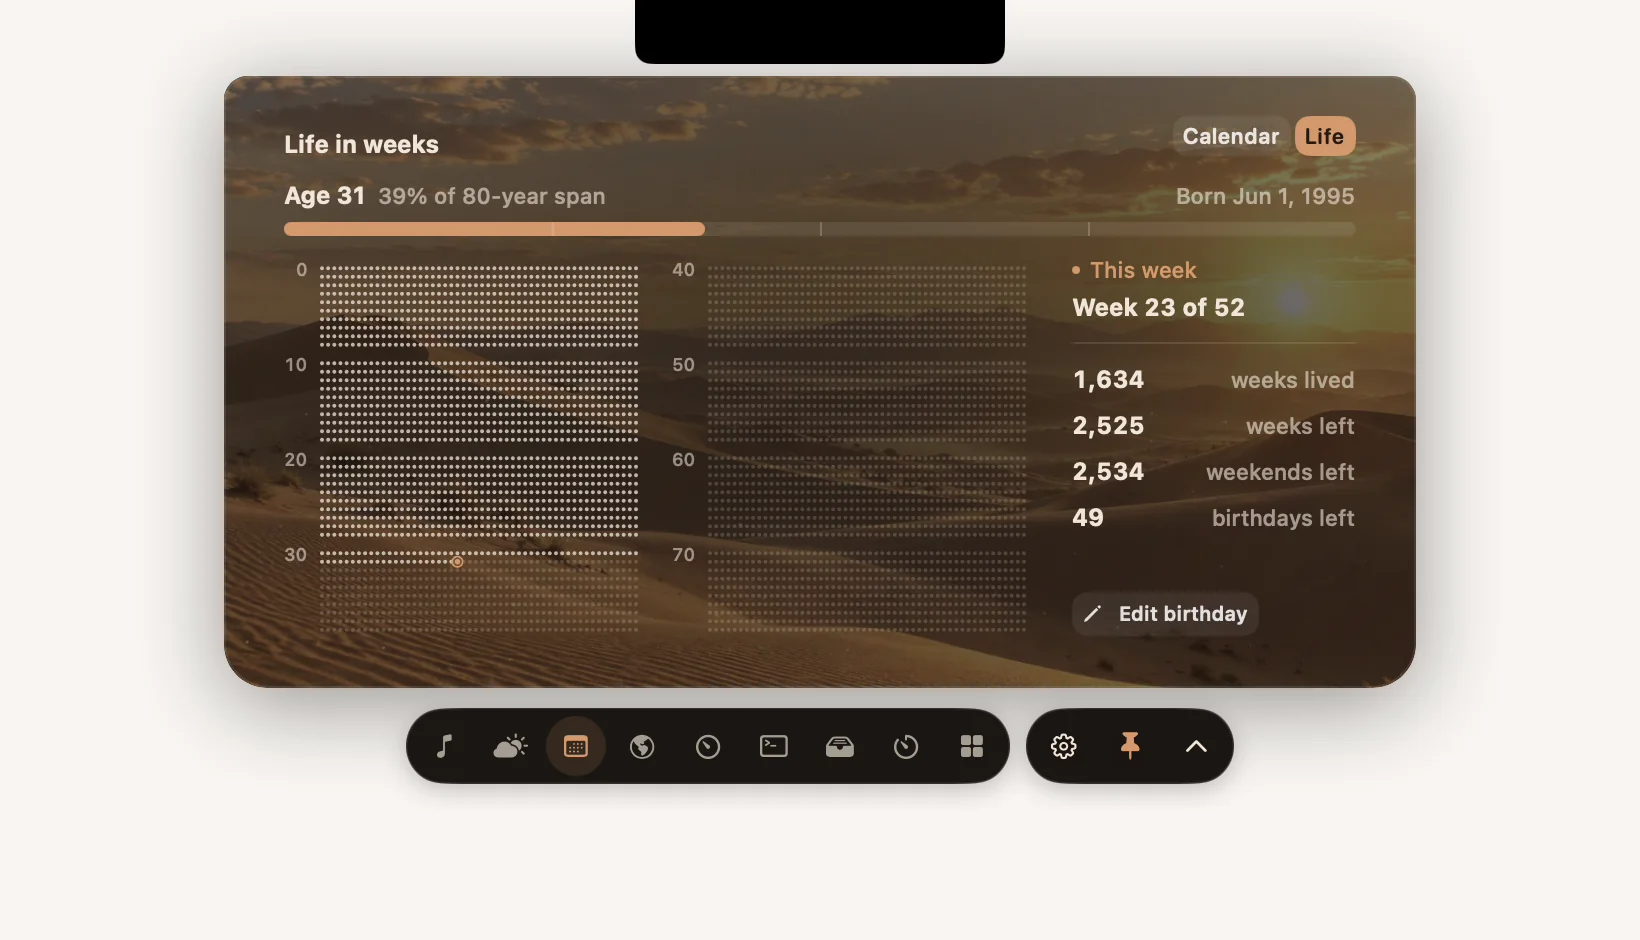 Life in weeks
Calendar
Life
Age 31 39% of 80-year span
Born Jun 1, 1995
0
10
20
30
40
50
60
70
This week
Week 23 of 52
1,634 weeks lived
2,525 weeks left
2,534 weekends left
49 birthdays left
Edit birthday